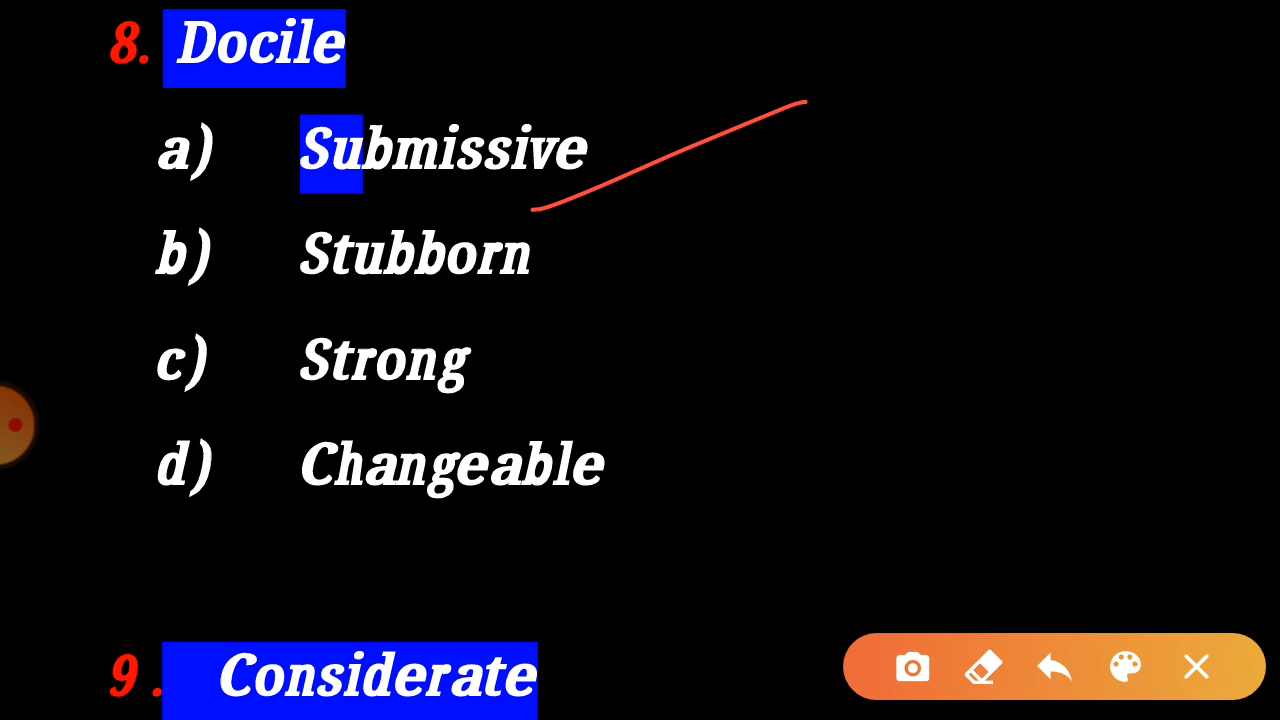 8. Docile
a) Submissive
b) Stubborn
c) Strong
d) Changeable
9 . Considerate